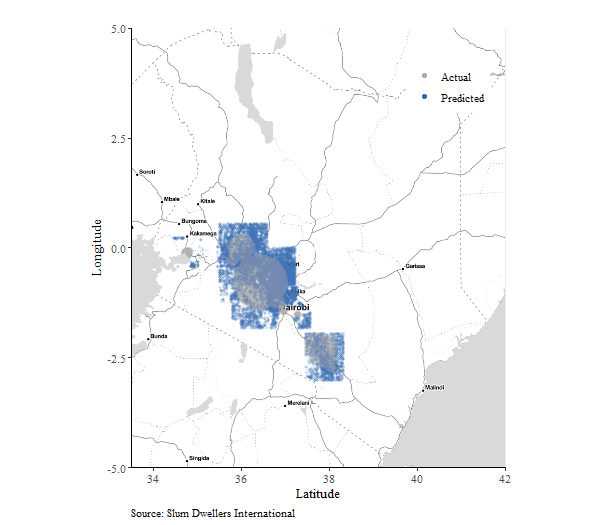 5.0
Actual
Predicted
2.5
Soroti
Mbale
Kitale
Bungoma
Kakamega
Longitude
0.0
ri
Garissa
ika
airobi
Bunda
-2.5
Malindi
Merelani
Singida
-5.0
34
36
38
40
42
Latitude
Source: Slum Dwellers International